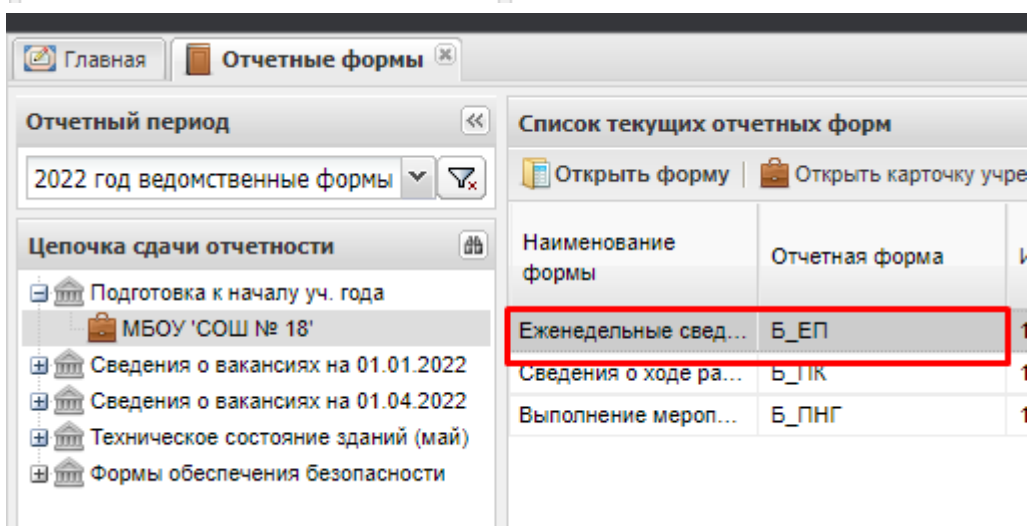 Главная
Отчетные формы
Отчетный период
2022 год ведомственные формы
Цепочка сдачи отчетности
Подготовка к началу уч. года
МБОУ 'СОШ № 18'
Сведения о вакансиях на 01.01.2022
Сведения о вакансиях на 01.04.2022
Техническое состояние зданий (май)
Формы обеспечения безопасности
Список текущих отчетных форм
Открыть форму
Открыть карточку учре
Наименование
формы
Отчетная форма
Еженедельные свед... Б_ЕП
Сведения о ходе ра... Б_ПК
Выполнение мероп... Б_ПНГ